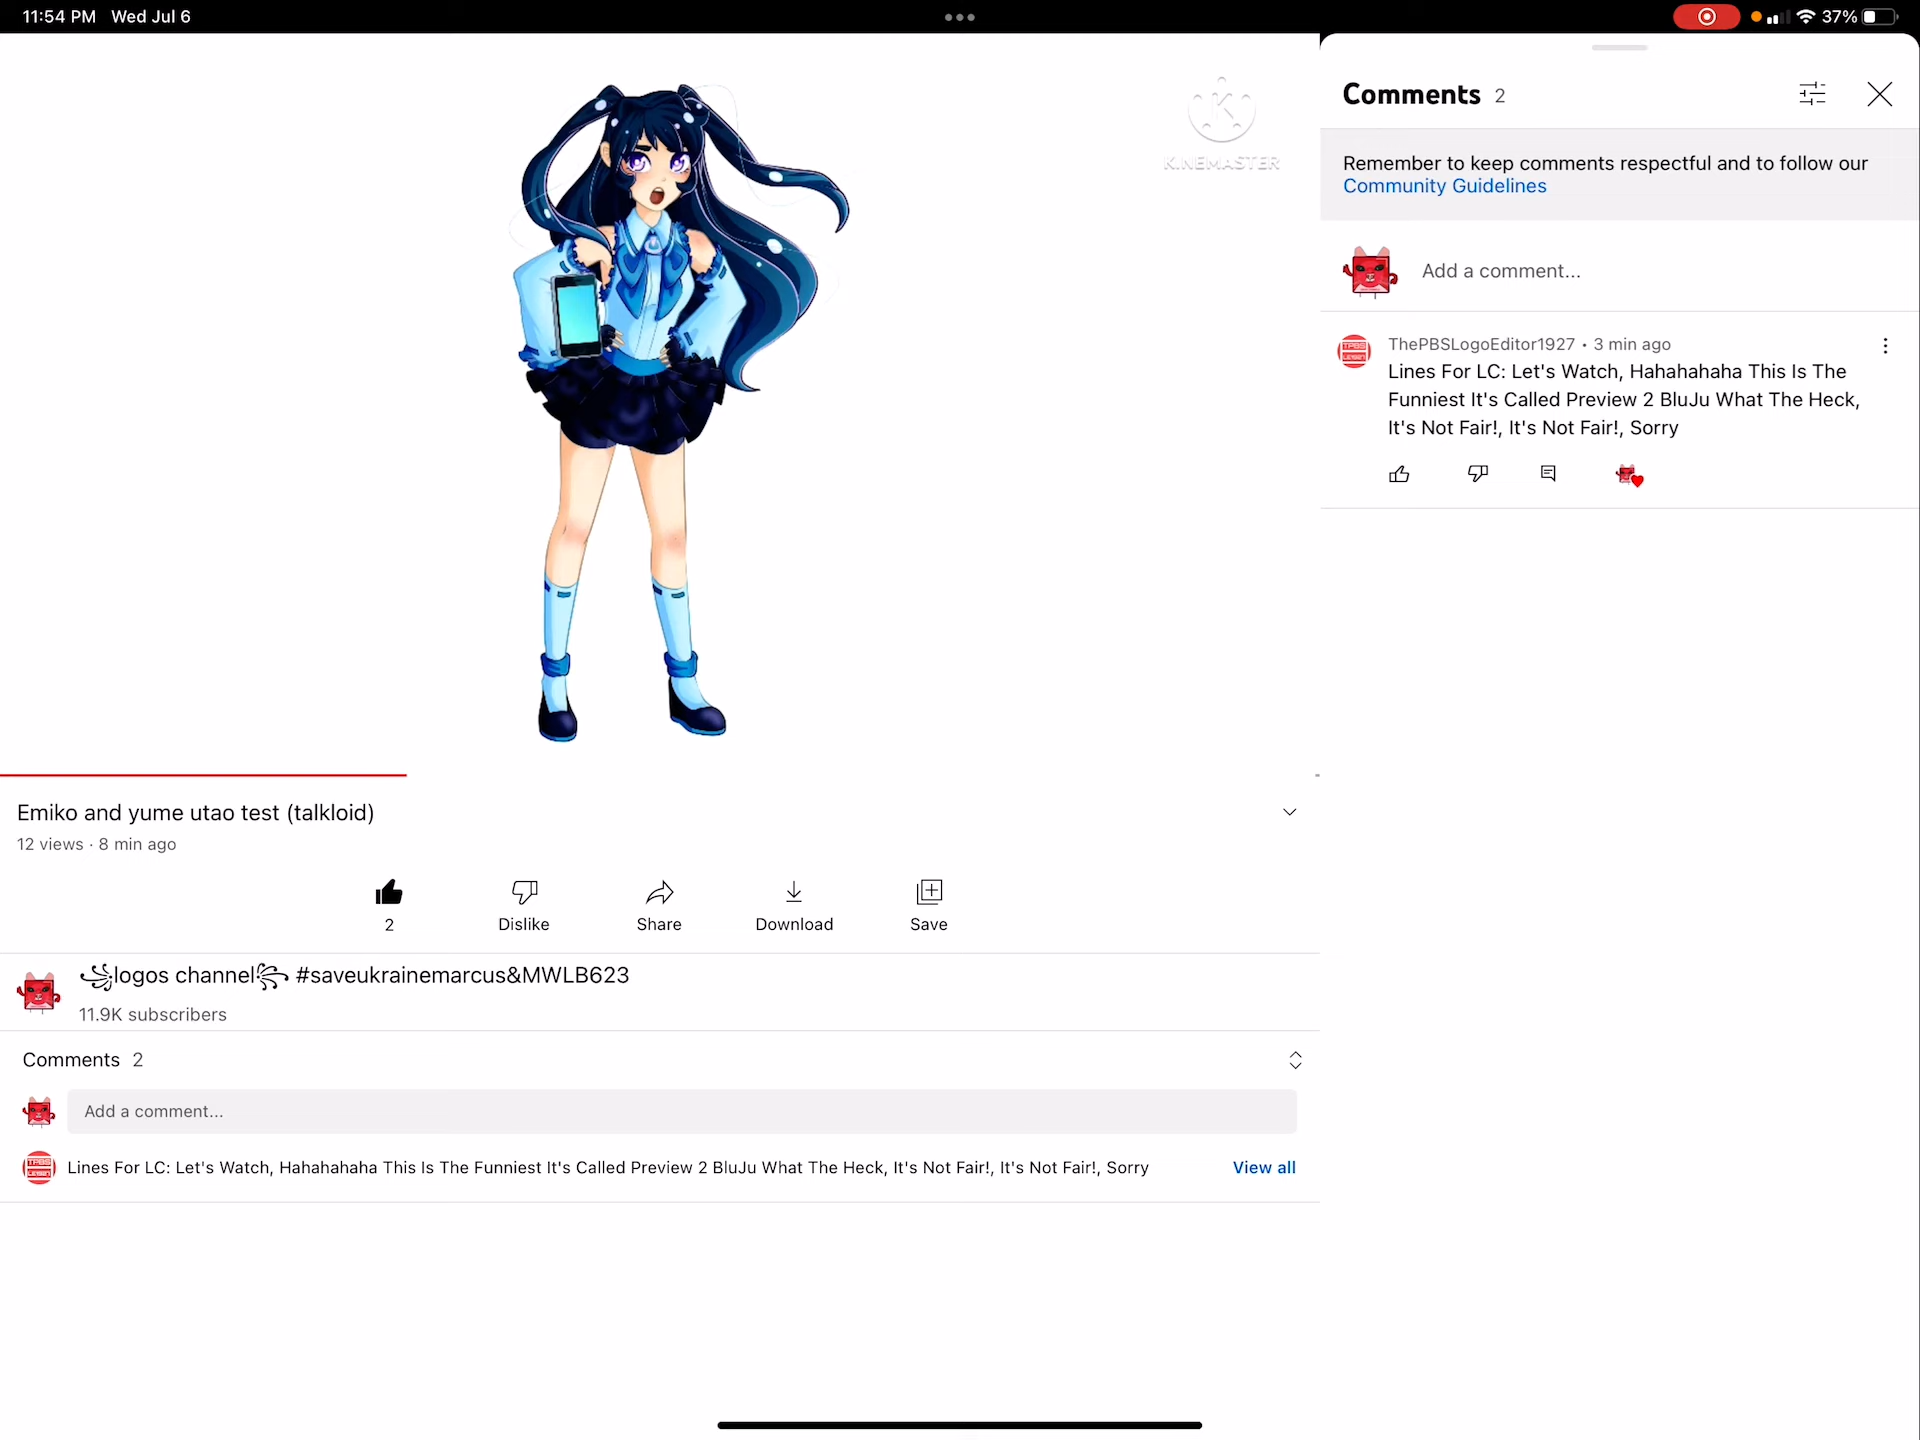 11:54 PM Wed Jul 6
37%
KINEMASTER
Comments 2
Remember to keep comments respectful and to follow our
Community Guidelines
Add a comment...
ThePBSLogoEditor1927 • 3 min ago
Lines For LC: Let's Watch, Hahahahaha This Is The
Funniest It's Called Preview 2 BluJu What The Heck,
It's Not Fair!, It's Not Fair!, Sorry
Emiko and yume utao test (talkloid)
12 views · 8 min ago
2
Dislike
Share
Download
Save
꧁logos channel꧂ #saveukrainemarcus&MWLB623
11.9K subscribers
Comments 2
Add a comment...
Lines For LC: Let's Watch, Hahahahaha This Is The Funniest It's Called Preview 2 BluJu What The Heck, It's Not Fair!, It's Not Fair!, Sorry
View all